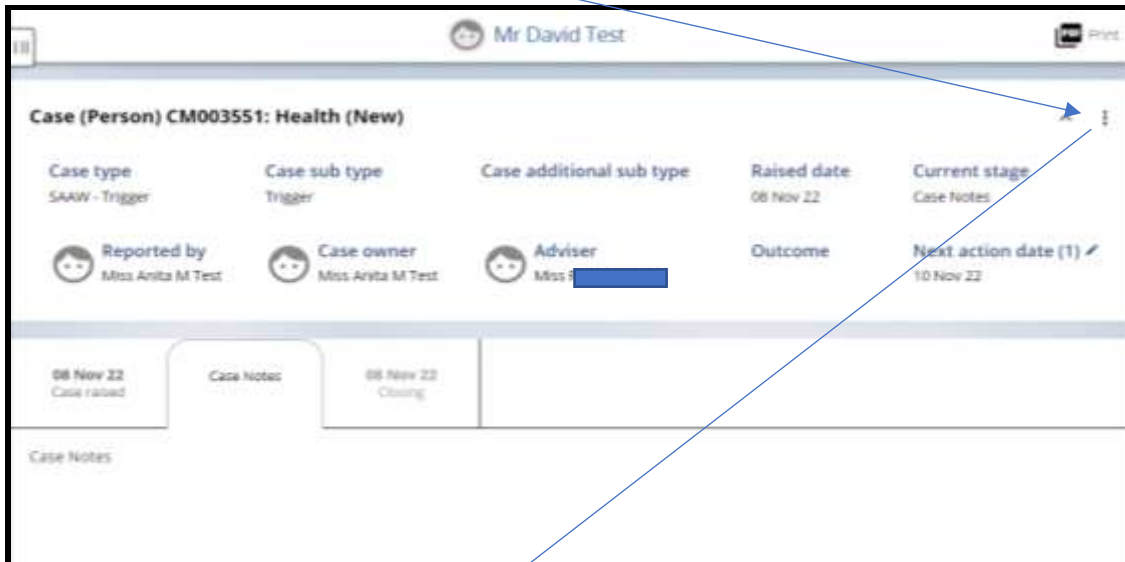 Mr David Test
Print
Case (Person) CM003551: Health (New)
Case type Case sub type Case additional sub type Raised date Current stage
SAAW - Trigger Trigger 08 Nov 22 Case Notes
Reported by Case owner Adviser Outcome Next action date (1)
Miss Anita M Test Miss Anita M Test Miss 10 Nov 22
08 Nov 22 Case Notes 08 Nov 22
Case raised Closing
Case Notes